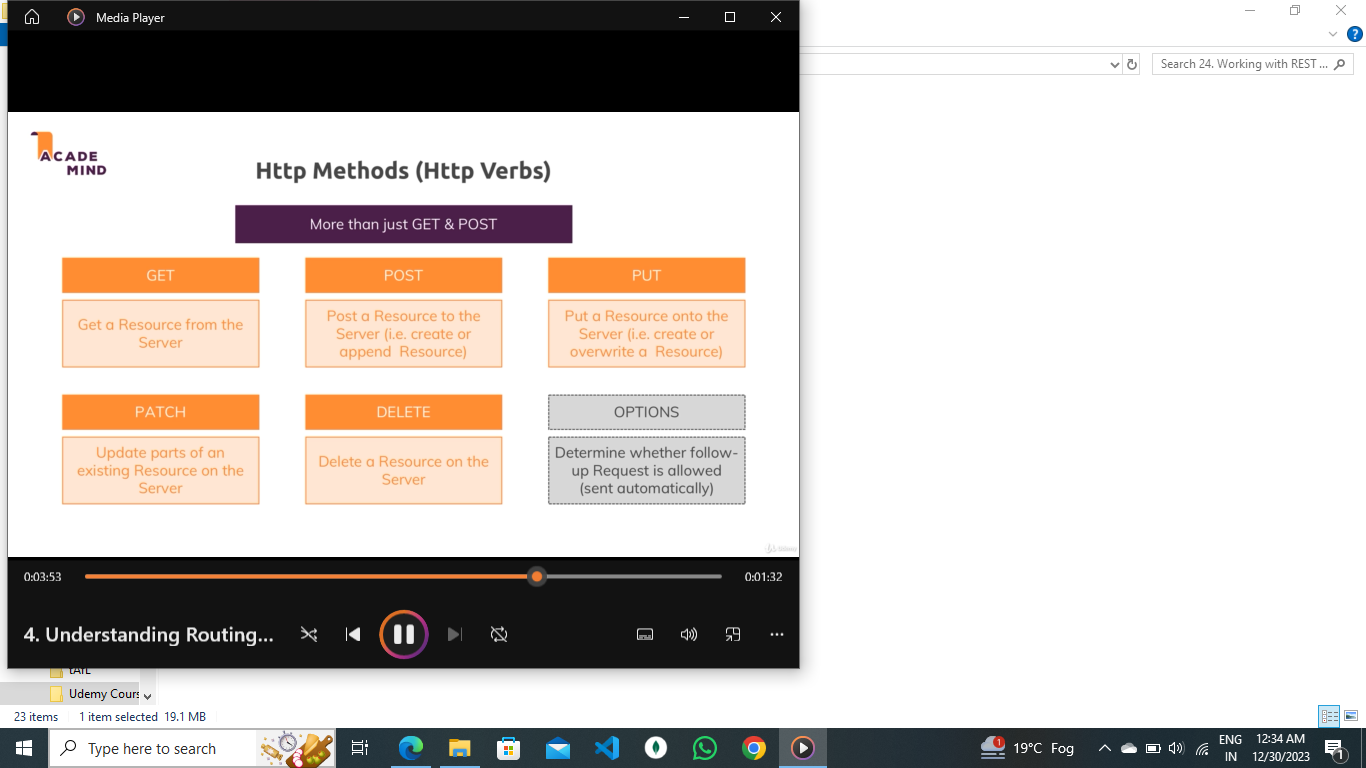 Media Player
Search 24. Working with REST ...
ACADE
MIND
Http Methods (Http Verbs)
More than just GET & POST
GET
POST
PUT
Get a Resource from the
Server
Post a Resource to the
Server (i.e. create or
append Resource)
Put a Resource onto the
Server (i.e. create or
overwrite a Resource)
PATCH
DELETE
OPTIONS
Update parts of an
existing Resource on the
Server
Delete a Resource on the
Server
Determine whether follow-
up Request is allowed
(sent automatically)
0:03:53
0:01:32
4. Understanding Routing...
Udemy Cours
23 items
1 item selected 19.1 MB
Type here to search
1
19°C Fog
ENG
IN
12:34 AM
12/30/2023
1